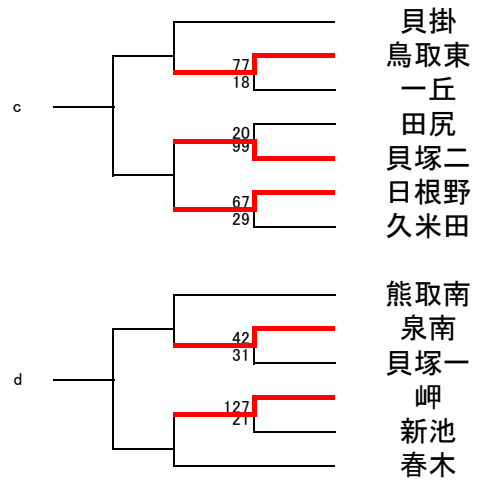 貝掛
鳥取東
77
18
一丘
c
田尻
20
99
貝塚二
日根野
67
29
久米田
熊取南
泉南
42
31
貝塚一
d
岬
127
21
新池
春木